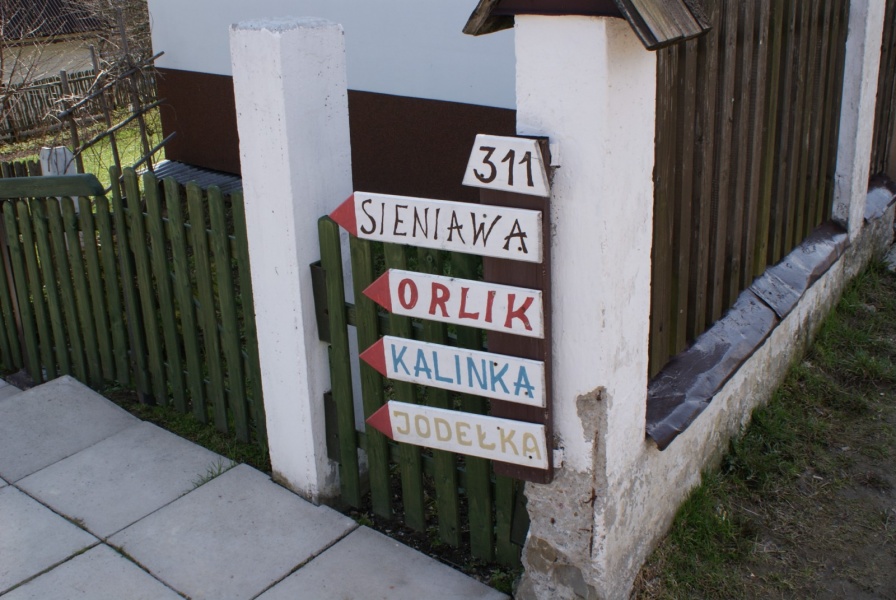 311
SIENIAWA
ORLIK
KALINKA
JODEŁKA